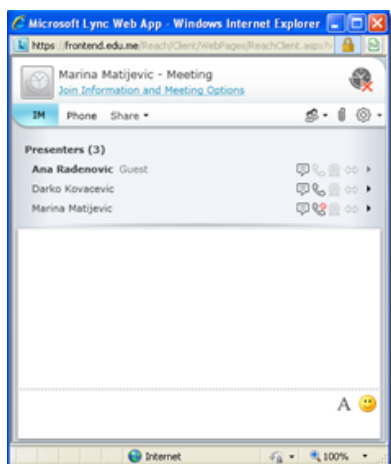 Microsoft Lync Web App - Windows Internet Explorer
https://frontend.edu.me/Reach/Client/WebPages/ReachClient.aspx?
Marina Matijevic - Meeting
Join Information and Meeting Options
IM Phone Share
Presenters (3)
Ana Radenovic Guest
Darko Kovacevic
Marina Matijevic
A
Internet 100%